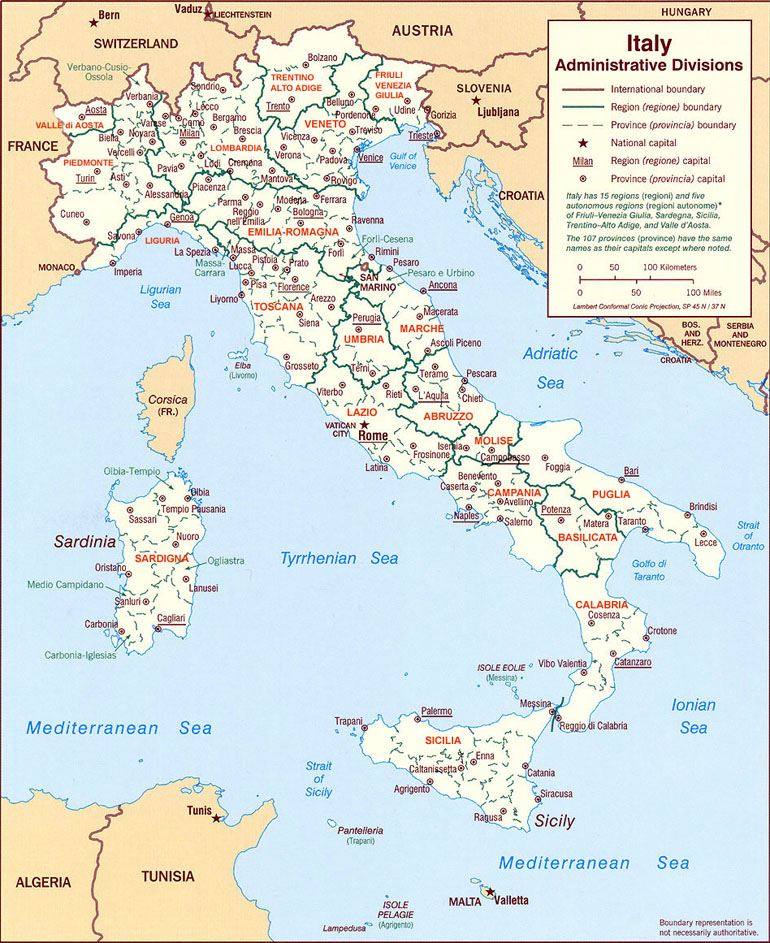 Bern
Vaduz
LIECHTENSTEIN
SWITZERLAND
AUSTRIA
HUNGARY
Italy
Administrative Divisions
International boundary
Region (regione) boundary
Province (provincia) boundary
National capital
Milan Region (regione) capital
Province (provincia) capital
Italy has 15 regions (regioni) and five
autonomous regions (regioni autonome)*
of Friuli-Venezia Giulia, Sardegna, Sicilia,
Trentino-Alto Adige, and Valle d'Aosta.
The 107 provinces (province) have the same
names as their capitals except where noted.
0 50 100 Kilometers
0 50 100 Miles
Lambert Conformal Conic Projection, SP 45 N / 37 N
SLOVENIA
Ljubljana
CROATIA
BOS.
AND
HERZ.
SERBIA
AND
MONTENEGRO
CROATIA
FRANCE
MONACO
Verbano-Cusio-
Ossola
Verbania
Aosta
VALLE di AOSTA
Biella
Novara
Vercelli
PIEMONTE
Turin
Asti
Alessandria
Cuneo
Sondrio
Lecco
Como
Varese
Bergamo
Milan
Brescia
LOMBARDIA
Lodi
Cremona
Pavia
Mantova
Bolzano
TRENTINO
ALTO ADIGE
Trento
FRIULI
VENEZIA
GIULIA
Udine
Gorizia
Pordenone
Trieste
Belluno
VENETO
Treviso
Vicenza
Verona
Padova
Venice
Rovigo
Gulf of
Venice
Genoa
Savona
LIGURIA
Imperia
La Spezia
Piacenza
Parma
Reggio
nell Emilia
Modena
Bologna
Ferrara
Ravenna
EMILIA-ROMAGNA
Forlì-Cesena
Forlì
Rimini
SAN
MARINO
Massa
Massa-
Carrara
Lucca
Pistoia
Prato
Florence
Pisa
Livorno
TOSCANA
Arezzo
Siena
Grosseto
Pesaro
Pesaro e Urbino
Ancona
Macerata
MARCHE
Ascoli Piceno
Perugia
UMBRIA
Terni
Ligurian
Sea
Elba
(Livorno)
Corsica
(FR.)
Adriatic
Sea
Viterbo
Rieti
LAZIO
VATICAN
CITY
Rome
Frosinone
Latina
Teramo
Pescara
L'Aquila
Chieti
ABRUZZO
MOLISE
Isernia
Campobasso
Benevento
Caserta
CAMPANIA
Avellino
Naples
Salerno
Foggia
Bari
PUGLIA
Brindisi
Taranto
Lecce
Potenza
Matera
BASILICATA
Strait
of
Otranto
Golfo di
Taranto
CALABRIA
Cosenza
Crotone
Catanzaro
Vibo Valentia
Reggio di Calabria
Olbia-Tempio
Olbia
Tempio Pausania
Sassari
Nuoro
Sardinia
SARDIGNA
Ogliastra
Oristano
Medio Campidano
Lanusei
Sanluri
Carbonia
Cagliari
Carbonia-Iglesias
Tyrrhenian Sea
ISOLE EOLIE
(Messina)
Messina
Palermo
Trapani
SICILIA
Enna
Caltanissetta
Catania
Agrigento
Siracusa
Ragusa
Sicily
Ionian
Sea
Mediterranean Sea
Strait
of
Sicily
Tunis
ALGERIA
TUNISIA
Pantelleria
(Trapani)
Mediterranean Sea
MALTA
Valletta
ISOLE
PELAGIE
(Agrigento)
Lampedusa
Boundary representation is
not necessarily authoritative.